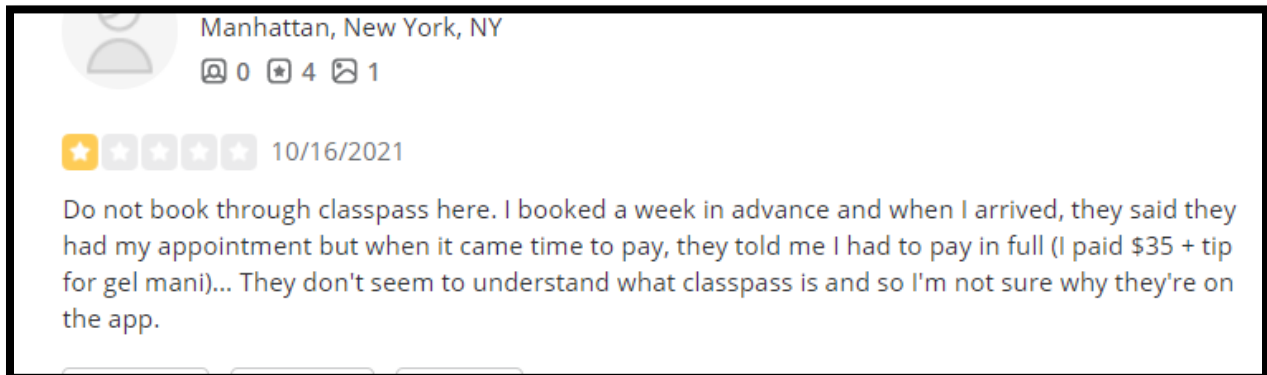 Manhattan, New York, NY
0 4 1
10/16/2021
Do not book through classpass here. I booked a week in advance and when I arrived, they said they
had my appointment but when it came time to pay, they told me I had to pay in full (I paid $35 + tip
for gel mani)... They don't seem to understand what classpass is and so I'm not sure why they're on
the app.